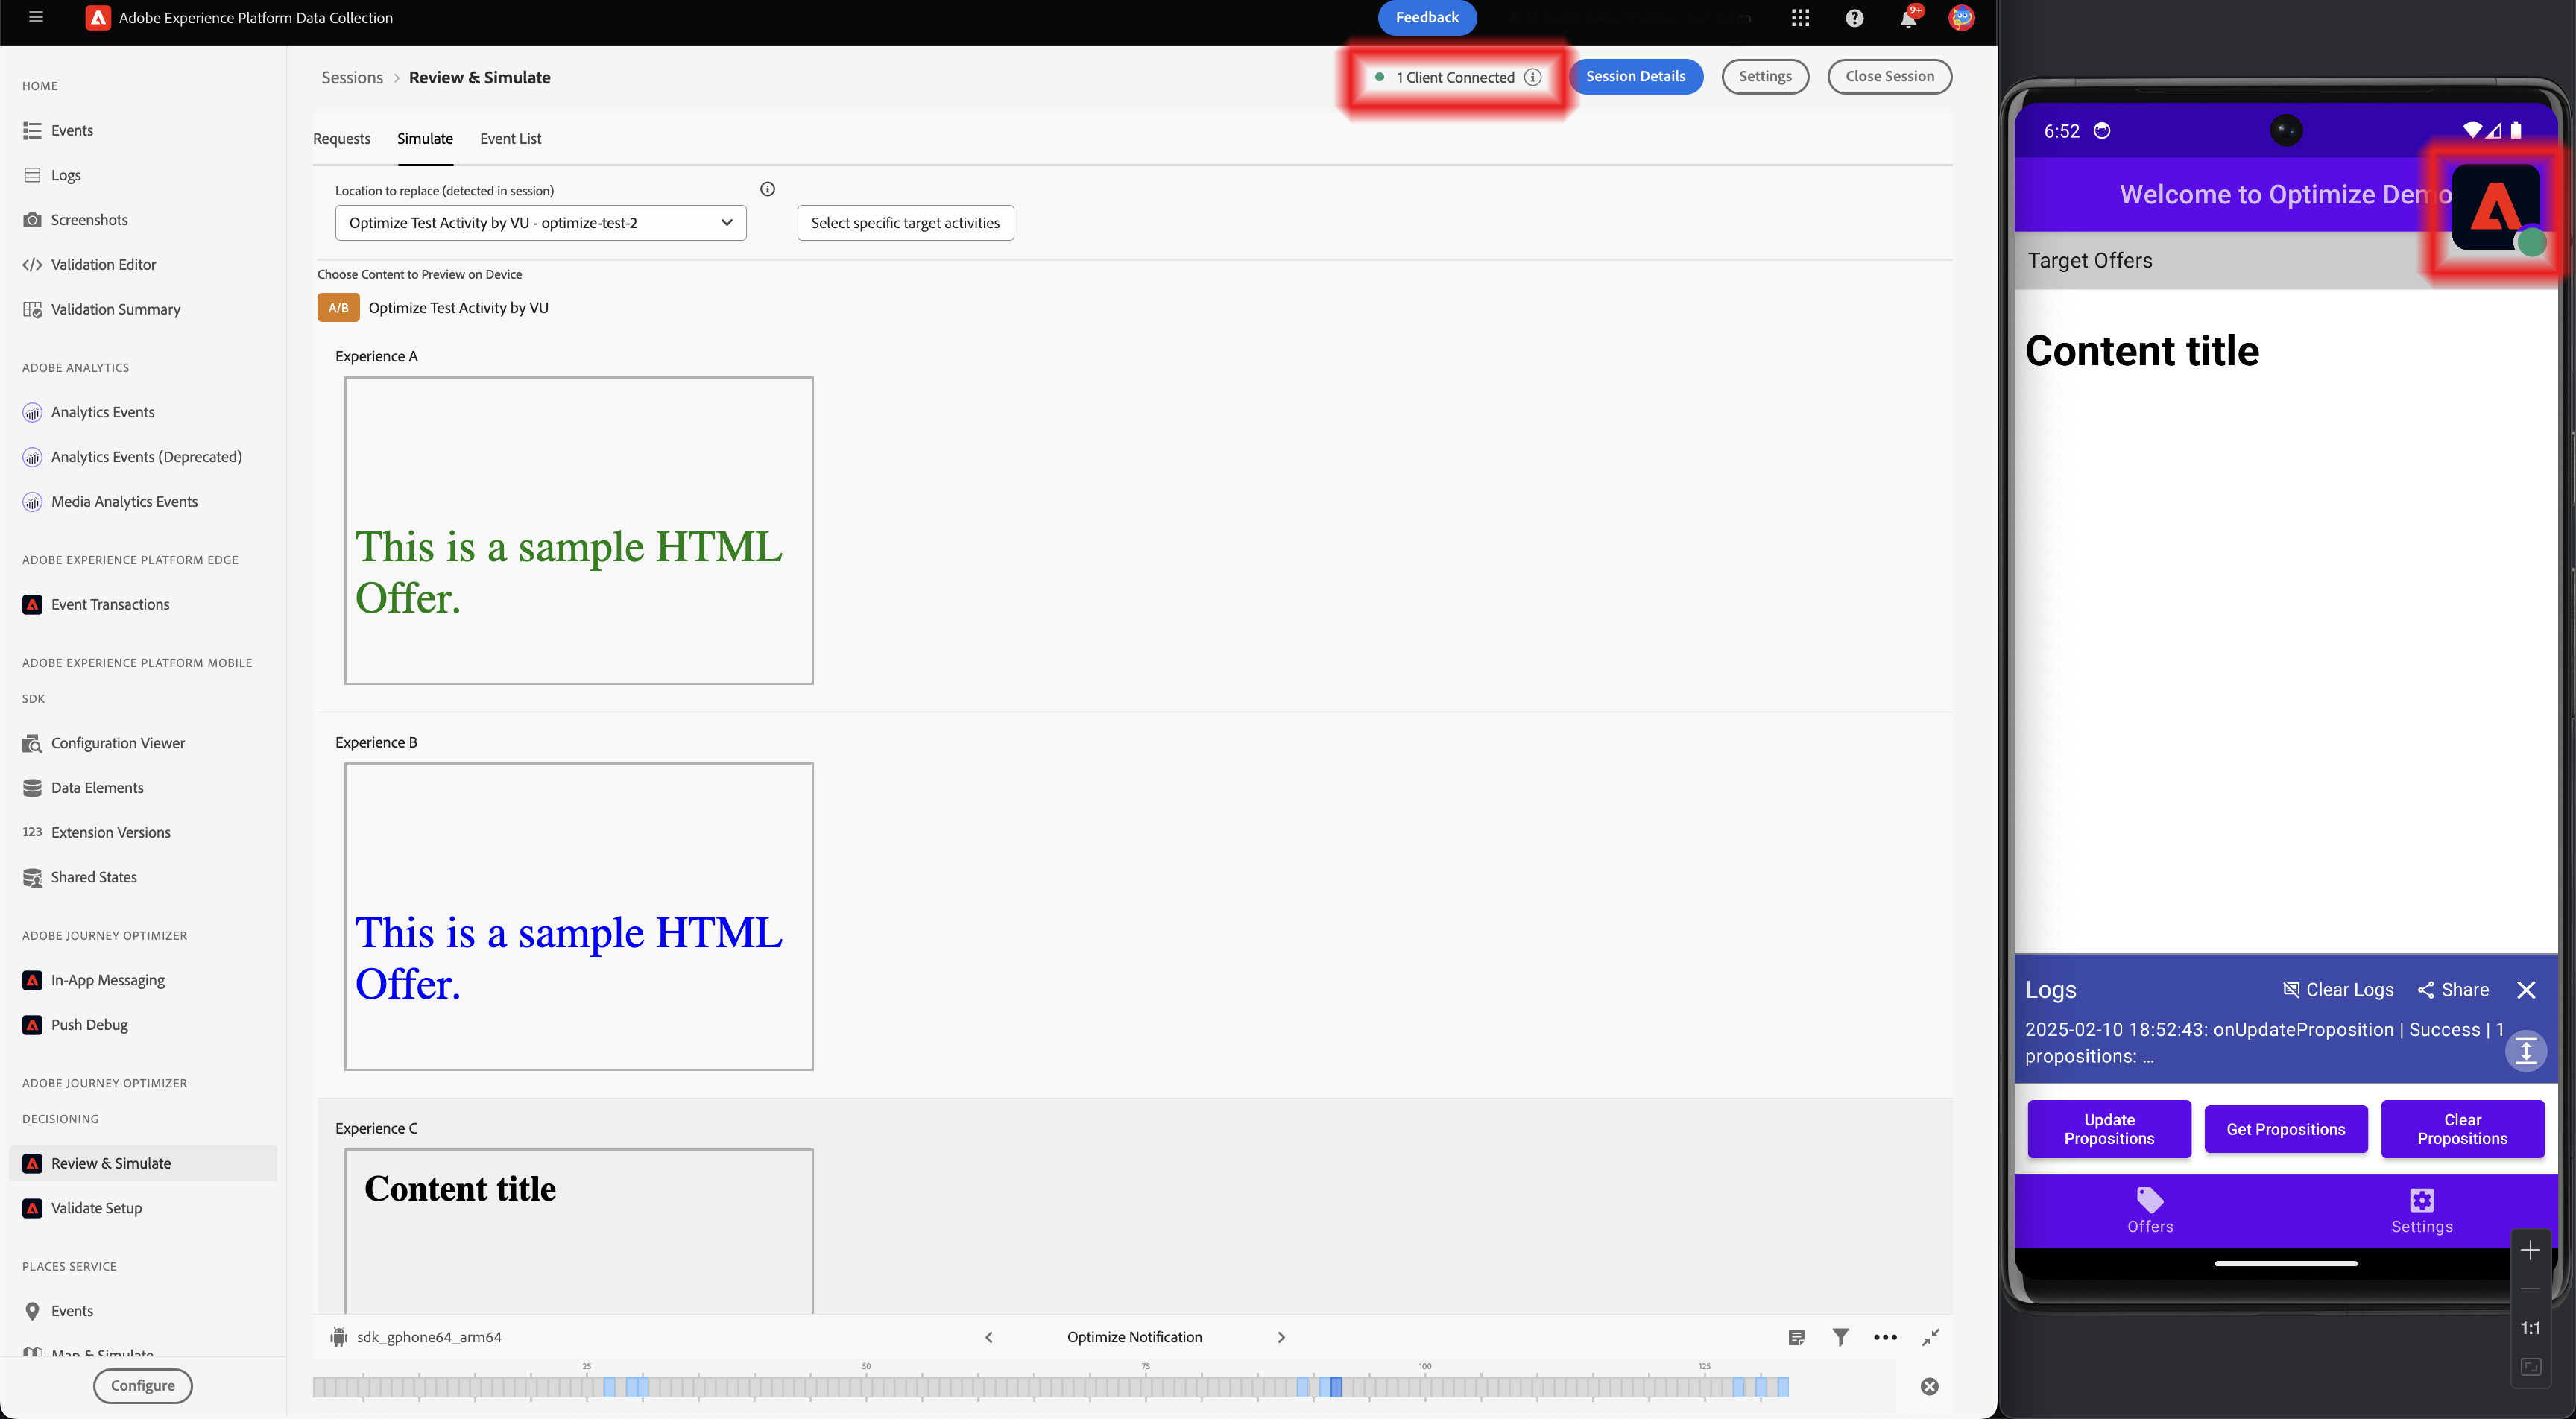 Adobe Experience Platform Data Collection
Feedback
9+
HOME
Events
Logs
Screenshots
Validation Editor
Validation Summary
ADOBE ANALYTICS
Analytics Events
Analytics Events (Deprecated)
Media Analytics Events
ADOBE EXPERIENCE PLATFORM EDGE
Event Transactions
ADOBE EXPERIENCE PLATFORM MOBILE
SDK
Configuration Viewer
Data Elements
123 Extension Versions
Shared States
ADOBE JOURNEY OPTIMIZER
In-App Messaging
Push Debug
ADOBE JOURNEY OPTIMIZER
DECISIONING
Review & Simulate
Validate Setup
PLACES SERVICE
Events
Map & Simulate
Configure
Sessions > Review & Simulate
1 Client Connected
Session Details
Settings
Close Session
Requests
Simulate
Event List
Location to replace (detected in session)
Optimize Test Activity by VU - optimize-test-2
Select specific target activities
Choose Content to Preview on Device
A/B Optimize Test Activity by VU
Experience A
This is a sample HTML
Offer.
Experience B
This is a sample HTML
Offer.
Experience C
Content title
sdk_gphone64_arm64
Optimize Notification
25 50 75 100 125
6:52
Welcome to Optimize Demo
Target Offers
Content title
Logs
Clear Logs
Share
2025-02-10 18:52:43: onUpdateProposition | Success | 1
propositions: ...
Update
Propositions
Get Propositions
Clear
Propositions
Offers
Settings
1:1